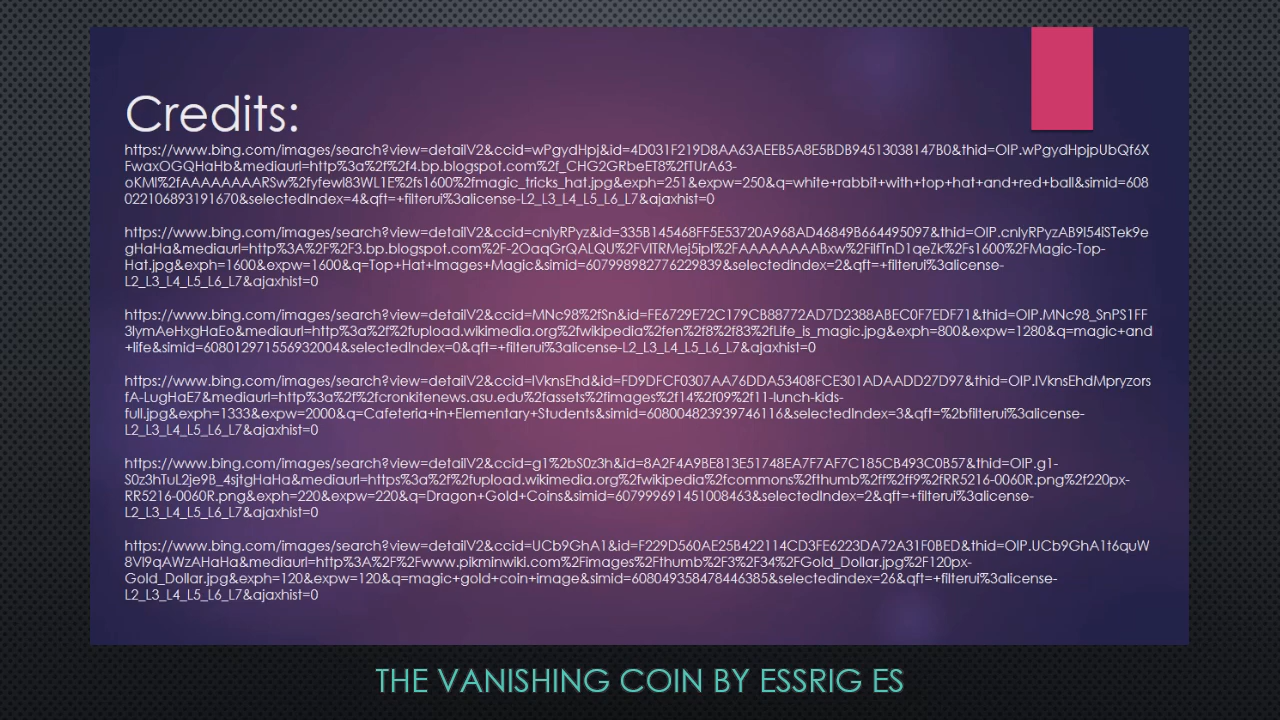 Credits:
https://www.bing.com/images/search?view=detailV2&ccid=wPgydHpj&id=4D031F219D8AA63AEEB5A8E5BDB94513038147B0&thid=OIP.wPgydHpjpUbQf6X
FwaxOGQHaHb&mediaurl=http%3a%2f%2f4.bp.blogspot.com%2f_CHG2GRbeET8%2fTUrA63-
oKMI%2fAAAAAAAARSw%2fyfewI83WL1E%2fs1600%2fmagic_tricks_hat.jpg&exph=251&expw=250&q=white+rabbit+with+top+hat+and+red+ball&simid=608
022106893191670&selectedIndex=4&qft=+filterui%3alicense-L2_L3_L4_L5_L6_L7&ajaxhist=0
https://www.bing.com/images/search?view=detailV2&ccid=cnlyRPyz&id=335B145468FF5E53720A968AD46849B664495097&thid=OIP.cnlyRPyzAB9I54lSTek9e
gHaHa&mediaurl=http%3A%2F%2F3.bp.blogspot.com%2F-2OaqGrQALQU%2FVITRMej5ipI%2FAAAAAAAABxw%2FilfTnD1qeZk%2Fs1600%2FMagic-Top-
Hat.jpg&exph=1600&expw=1600&q=Top+Hat+Images+Magic&simid=607998982776229839&selectedindex=2&qft=+filterui%3alicense-
L2_L3_L4_L5_L6_L7&ajaxhist=0
https://www.bing.com/images/search?view=detailV2&ccid=MNc98%2fSn&id=FE6729E72C179CB88772AD7D2388ABEC0F7EDF71&thid=OIP.MNc98_SnPS1FF
3lymAeHxgHaEo&mediaurl=http%3a%2f%2fupload.wikimedia.org%2fwikipedia%2fen%2f8%2f83%2fLife_is_magic.jpg&exph=800&expw=1280&q=magic+and
+life&simid=608012971556932004&selectedIndex=0&qft=+filterui%3alicense-L2_L3_L4_L5_L6_L7&ajaxhist=0
https://www.bing.com/images/search?view=detailV2&ccid=IVknsEhd&id=FD9DFCF0307AA76DDA53408FCE301ADAADD27D97&thid=OIP.IVknsEhdMpryzors
fA-LugHaE7&mediaurl=http%3a%2f%2fcronkitenews.asu.edu%2fassets%2fimages%2f14%2f09%2f11-lunch-kids-
full.jpg&exph=1333&expw=2000&q=Cafeteria+in+Elementary+Students&simid=608004823939746116&selectedIndex=3&qft=%2bfilterui%3alicense-
L2_L3_L4_L5_L6_L7&ajaxhist=0
https://www.bing.com/images/search?view=detailV2&ccid=g1%2bS0z3h&id=8A2F4A9BE813E51748EA7F7AF7C185CB493C0B57&thid=OIP.g1-
S0z3hTuL2je9B_4sjtgHaHa&mediaurl=https%3a%2f%2fupload.wikimedia.org%2fwikipedia%2fcommons%2fthumb%2ff%2ff9%2fRR5216-0060R.png%2f220px-
RR5216-0060R.png&exph=220&expw=220&q=Dragon+Gold+Coins&simid=607999691451008463&selectedIndex=2&qft=+filterui%3alicense-
L2_L3_L4_L5_L6_L7&ajaxhist=0
https://www.bing.com/images/search?view=detailV2&ccid=UCb9GhA1&id=F229D560AE25B422114CD3FE6223DA72A31F0BED&thid=OIP.UCb9GhA1t6quW
8VI9qAWzAHaHa&mediaurl=http%3A%2F%2Fwww.pikminwiki.com%2Fimages%2Fthumb%2F3%2F34%2FGold_Dollar.jpg%2F120px-
Gold_Dollar.jpg&exph=120&expw=120&q=magic+gold+coin+image&simid=608049358478446385&selectedindex=26&qft=+filterui%3alicense-
L2_L3_L4_L5_L6_L7&ajaxhist=0
THE VANISHING COIN BY ESSRIG ES